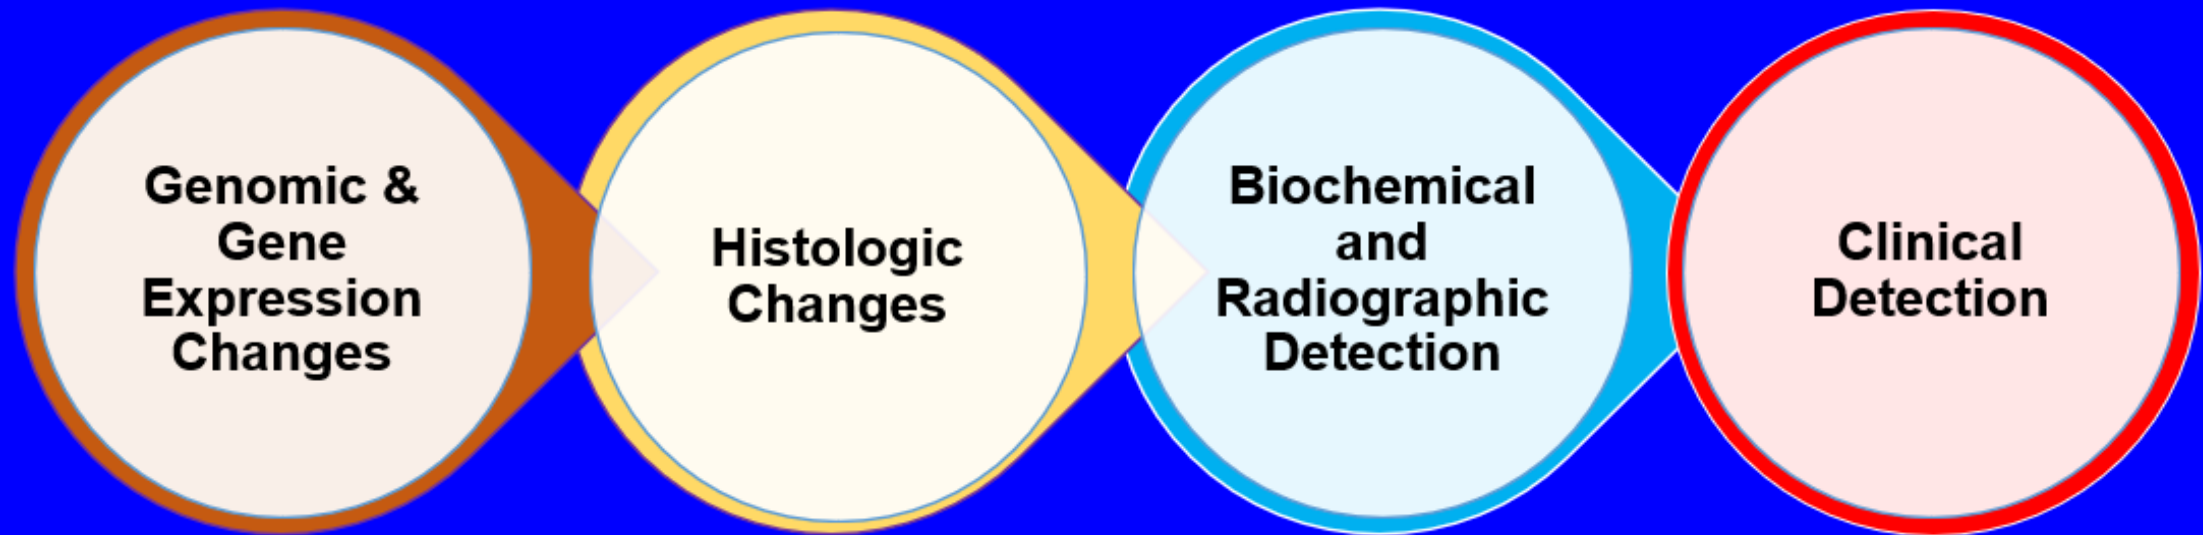 Genomic &
Gene
Expression
Changes
Histologic
Changes
Biochemical
and
Radiographic
Detection
Clinical
Detection